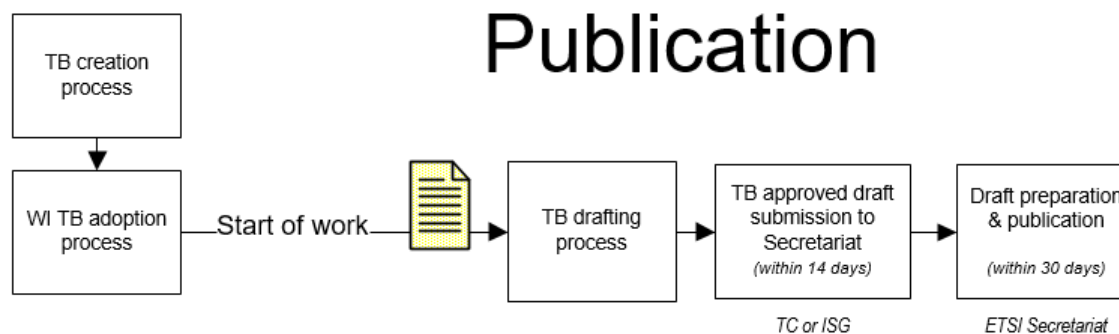 Publication
TB creation
process
WI TB adoption
process
Start of work
TB drafting
process
TB approved draft
submission to
Secretariat
(within 14 days)
TC or ISG
Draft preparation
& publication
(within 30 days)
ETSI Secretariat